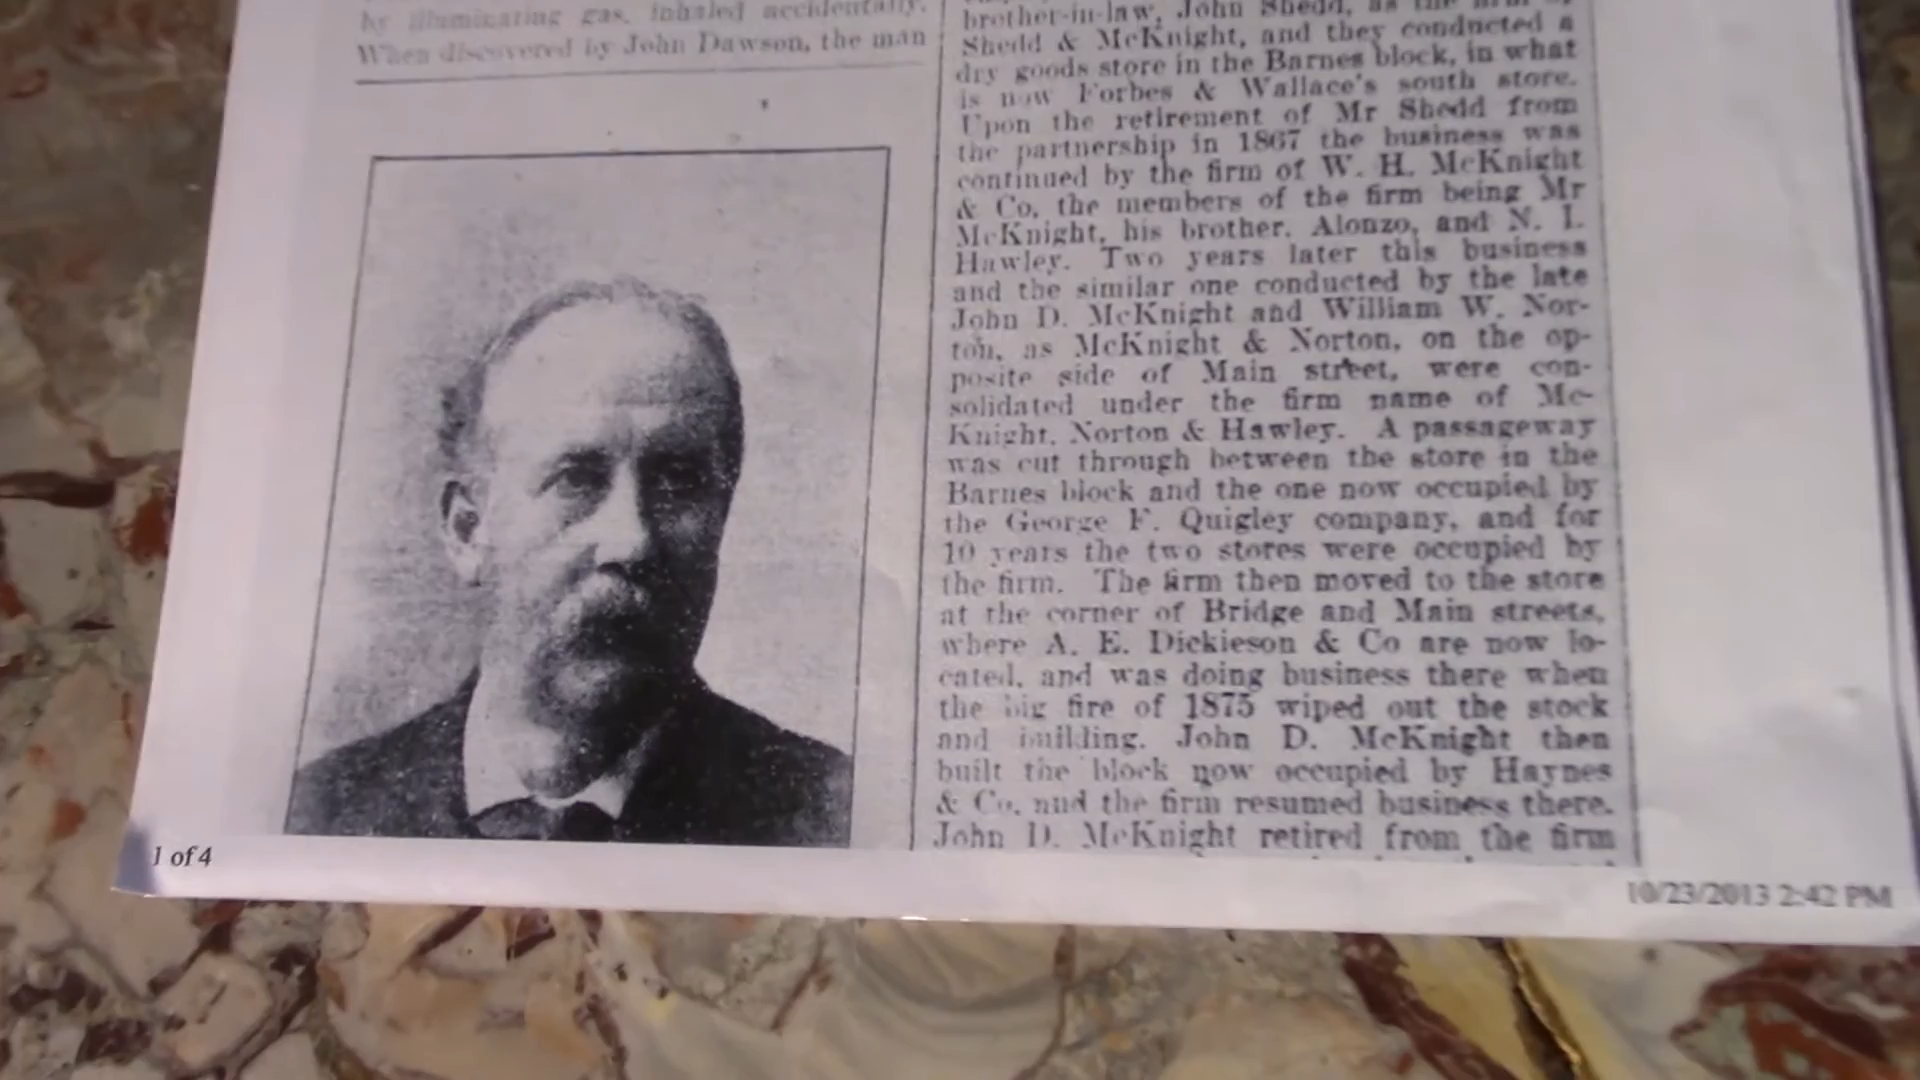 by illuminating gas, inhaled accidentally.
When discovered by John Dawson, the man
brother-in-law, John Shedd, as the firm of
Shedd & McKnight, and they conducted a
dry goods store in the Barnes block, in what
is now Forbes & Wallace's south store.
Upon the retirement of Mr Shedd from
the partnership in 1867 the business was
continued by the firm of W. H. McKnight
& Co, the members of the firm being Mr
McKnight, his brother, Alonzo, and N. I.
Hawley. Two years later this business
and the similar one conducted by the late
John D. McKnight and William W. Nor-
ton, as McKnight & Norton, on the op-
posite side of Main street, were con-
solidated under the firm name of Mc-
Knight, Norton & Hawley. A passageway
was cut through between the store in the
Barnes block and the one now occupied by
the George F. Quigley company, and for
10 years the two stores were occupied by
the firm. The firm then moved to the store
at the corner of Bridge and Main streets,
where A. E. Dickieson & Co are now lo-
cated, and was doing business there when
the big fire of 1875 wiped out the stock
and building. John D. McKnight then
built the block now occupied by Haynes
& Co, and the firm resumed business there.
John D. McKnight retired from the firm
1 of 4
10/23/2013 2:42 PM